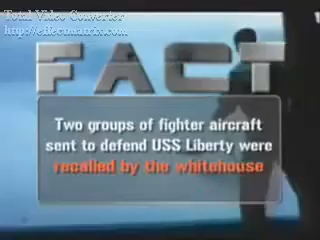 Total Video Converter
http://effectmatrix.com
FACT
Two groups of fighter aircraft
sent to defend USS Liberty were
recalled by the whitehouse